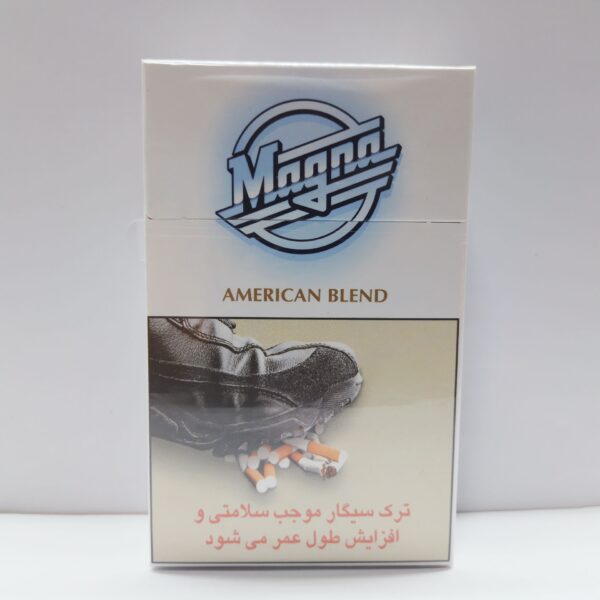 Magna
AMERICAN BLEND
ترک سیگار موجب سلامتی و
افزایش طول عمر می شود